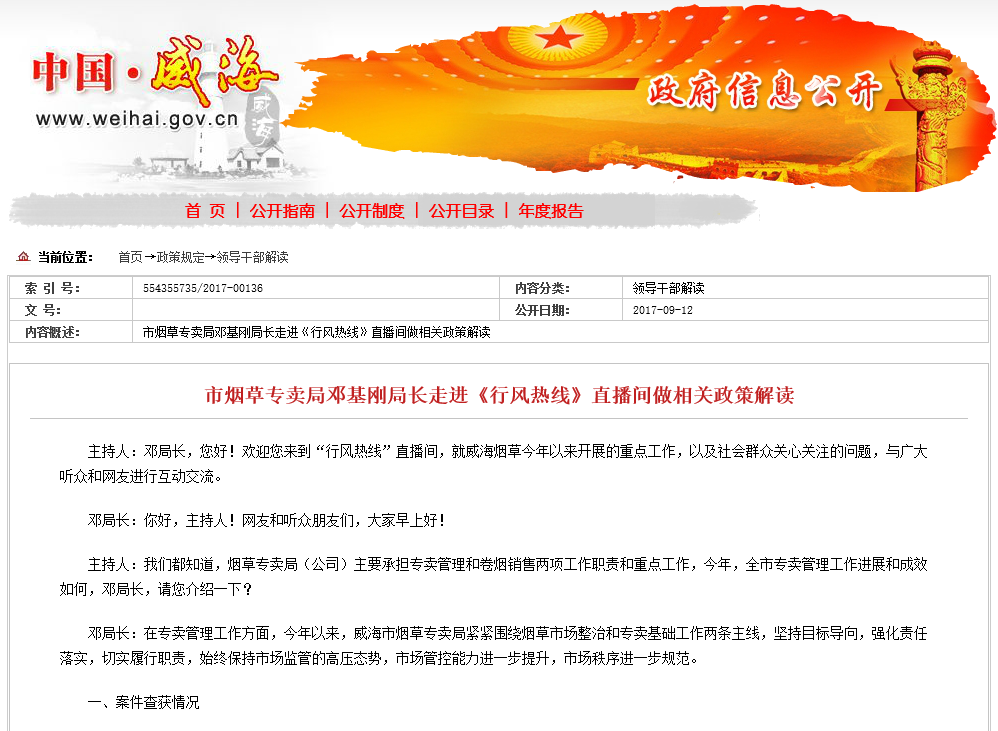 中国·威海
www.weihai.gov.cn
威海
政府信息公开
首 页 | 公开指南 | 公开制度 | 公开目录 | 年度报告
当前位置： 首页→政策规定→领导干部解读
索 引 号： 554355735/2017-00136 内容分类： 领导干部解读
文 号： 公开日期： 2017-09-12
内容概述： 市烟草专卖局邓基刚局长走进《行风热线》直播间做相关政策解读
市烟草专卖局邓基刚局长走进《行风热线》直播间做相关政策解读
主持人：邓局长，您好！欢迎您来到“行风热线”直播间，就威海烟草今年以来开展的重点工作，以及社会群众关心关注的问题，与广大
听众和网友进行互动交流。
邓局长：你好，主持人！网友和听众朋友们，大家早上好！
主持人：我们都知道，烟草专卖局（公司）主要承担专卖管理和卷烟销售两项工作职责和重点工作，今年，全市专卖管理工作进展和成效
如何，邓局长，请您介绍一下？
邓局长：在专卖管理工作方面，今年以来，威海市烟草专卖局紧紧围绕烟草市场整治和专卖基础工作两条主线，坚持目标导向，强化责任
落实，切实履行职责，始终保持市场监管的高压态势，市场管控能力进一步提升，市场秩序进一步规范。
一、案件查获情况